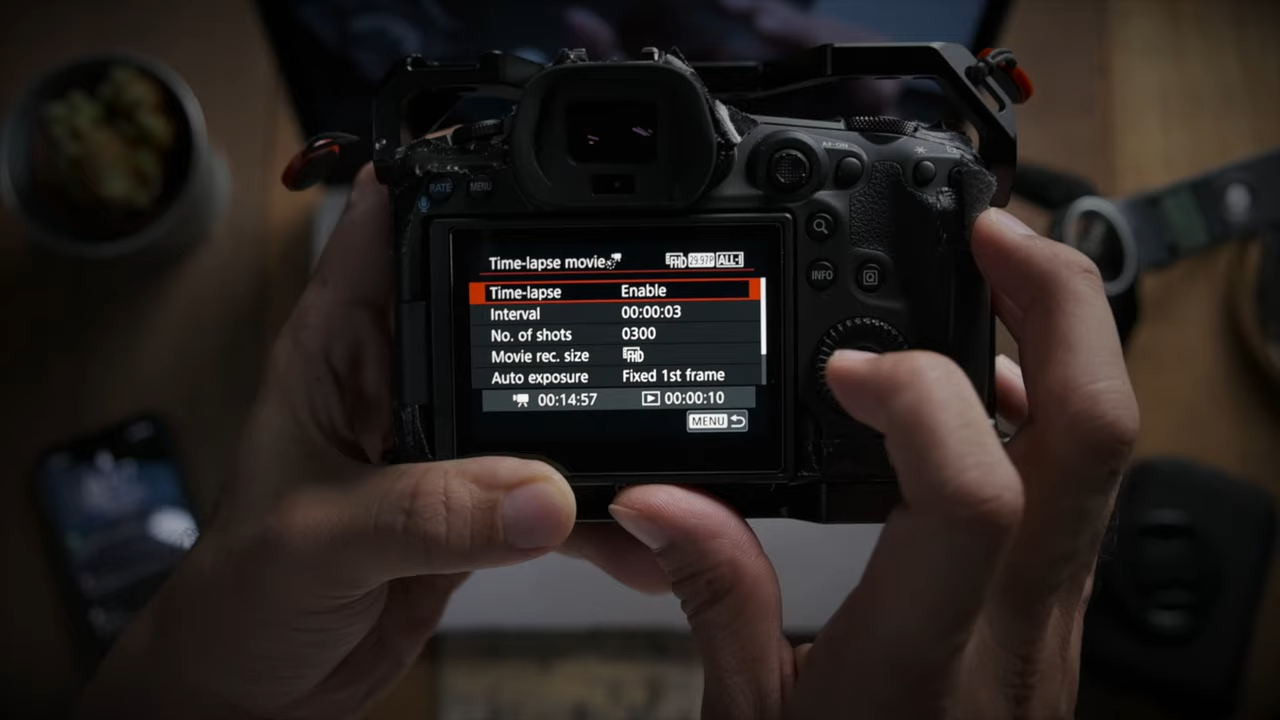 AF-ON
RATE MENU
INFO
Time-lapse movie FHD 29.97P ALL-I
Time-lapse Enable
Interval 00:00:03
No. of shots 0300
Movie rec. size FHD
Auto exposure Fixed 1st frame
00:14:57 00:00:10
MENU